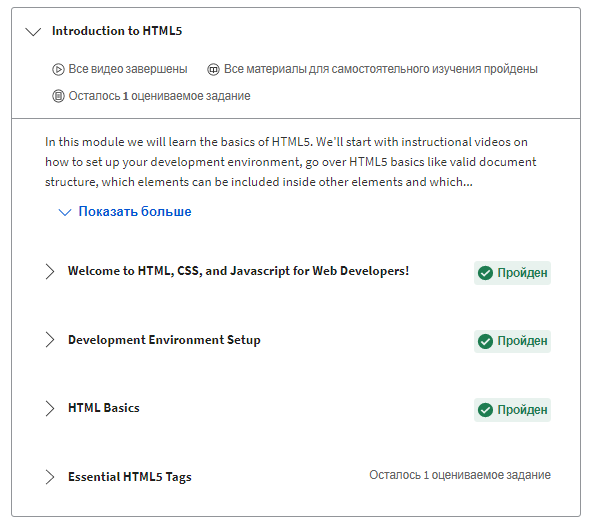 Introduction to HTML5
Все видео завершены Все материалы для самостоятельного изучения пройдены
Осталось 1 оцениваемое задание
In this module we will learn the basics of HTML5. We'll start with instructional videos on
how to set up your development environment, go over HTML5 basics like valid document
structure, which elements can be included inside other elements and which...
Показать больше
Welcome to HTML, CSS, and Javascript for Web Developers! Пройден
Development Environment Setup Пройден
HTML Basics Пройден
Essential HTML5 Tags Осталось 1 оцениваемое задание